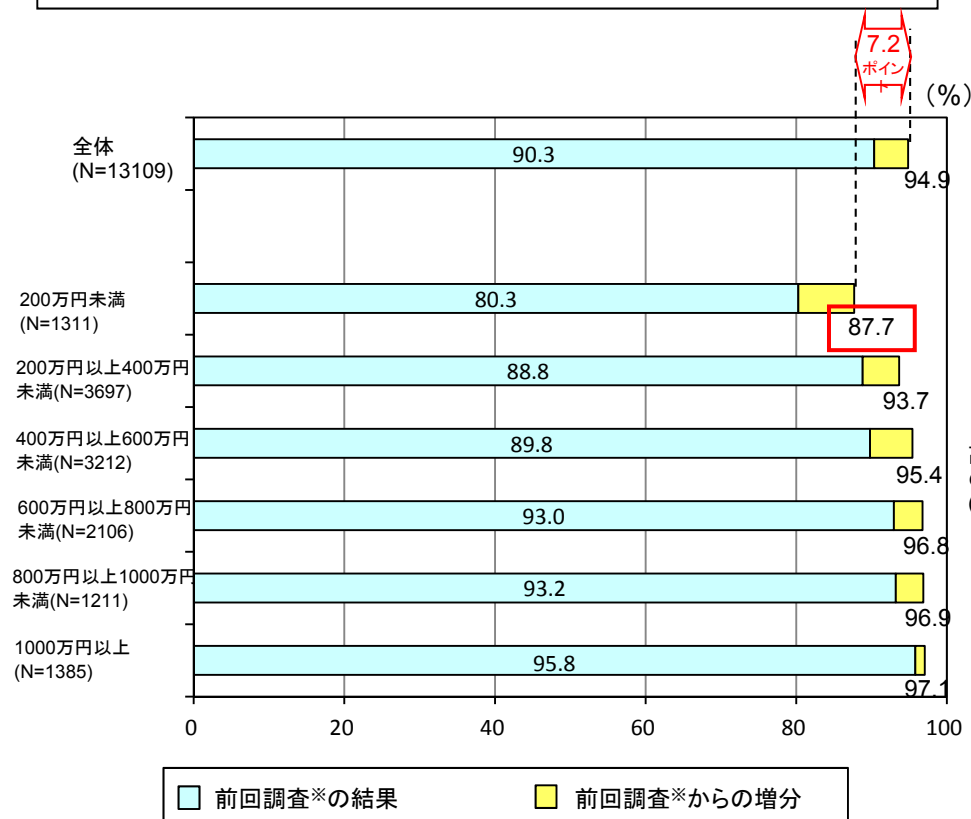 7.2
ポイン
ト
(%)
全体
(N=13109)
90.3
94.9
200万円未満
(N=1311)
80.3
87.7
200万円以上400万円
未満(N=3697)
88.8
93.7
400万円以上600万円
未満(N=3212)
89.8
95.4
600万円以上800万円
未満(N=2106)
93.0
96.8
800万円以上1000万円
未満(N=1211)
93.2
96.9
1000万円以上
(N=1385)
95.8
97.1
0 20 40 60 80 100
前回調査※の結果 前回調査※からの増分